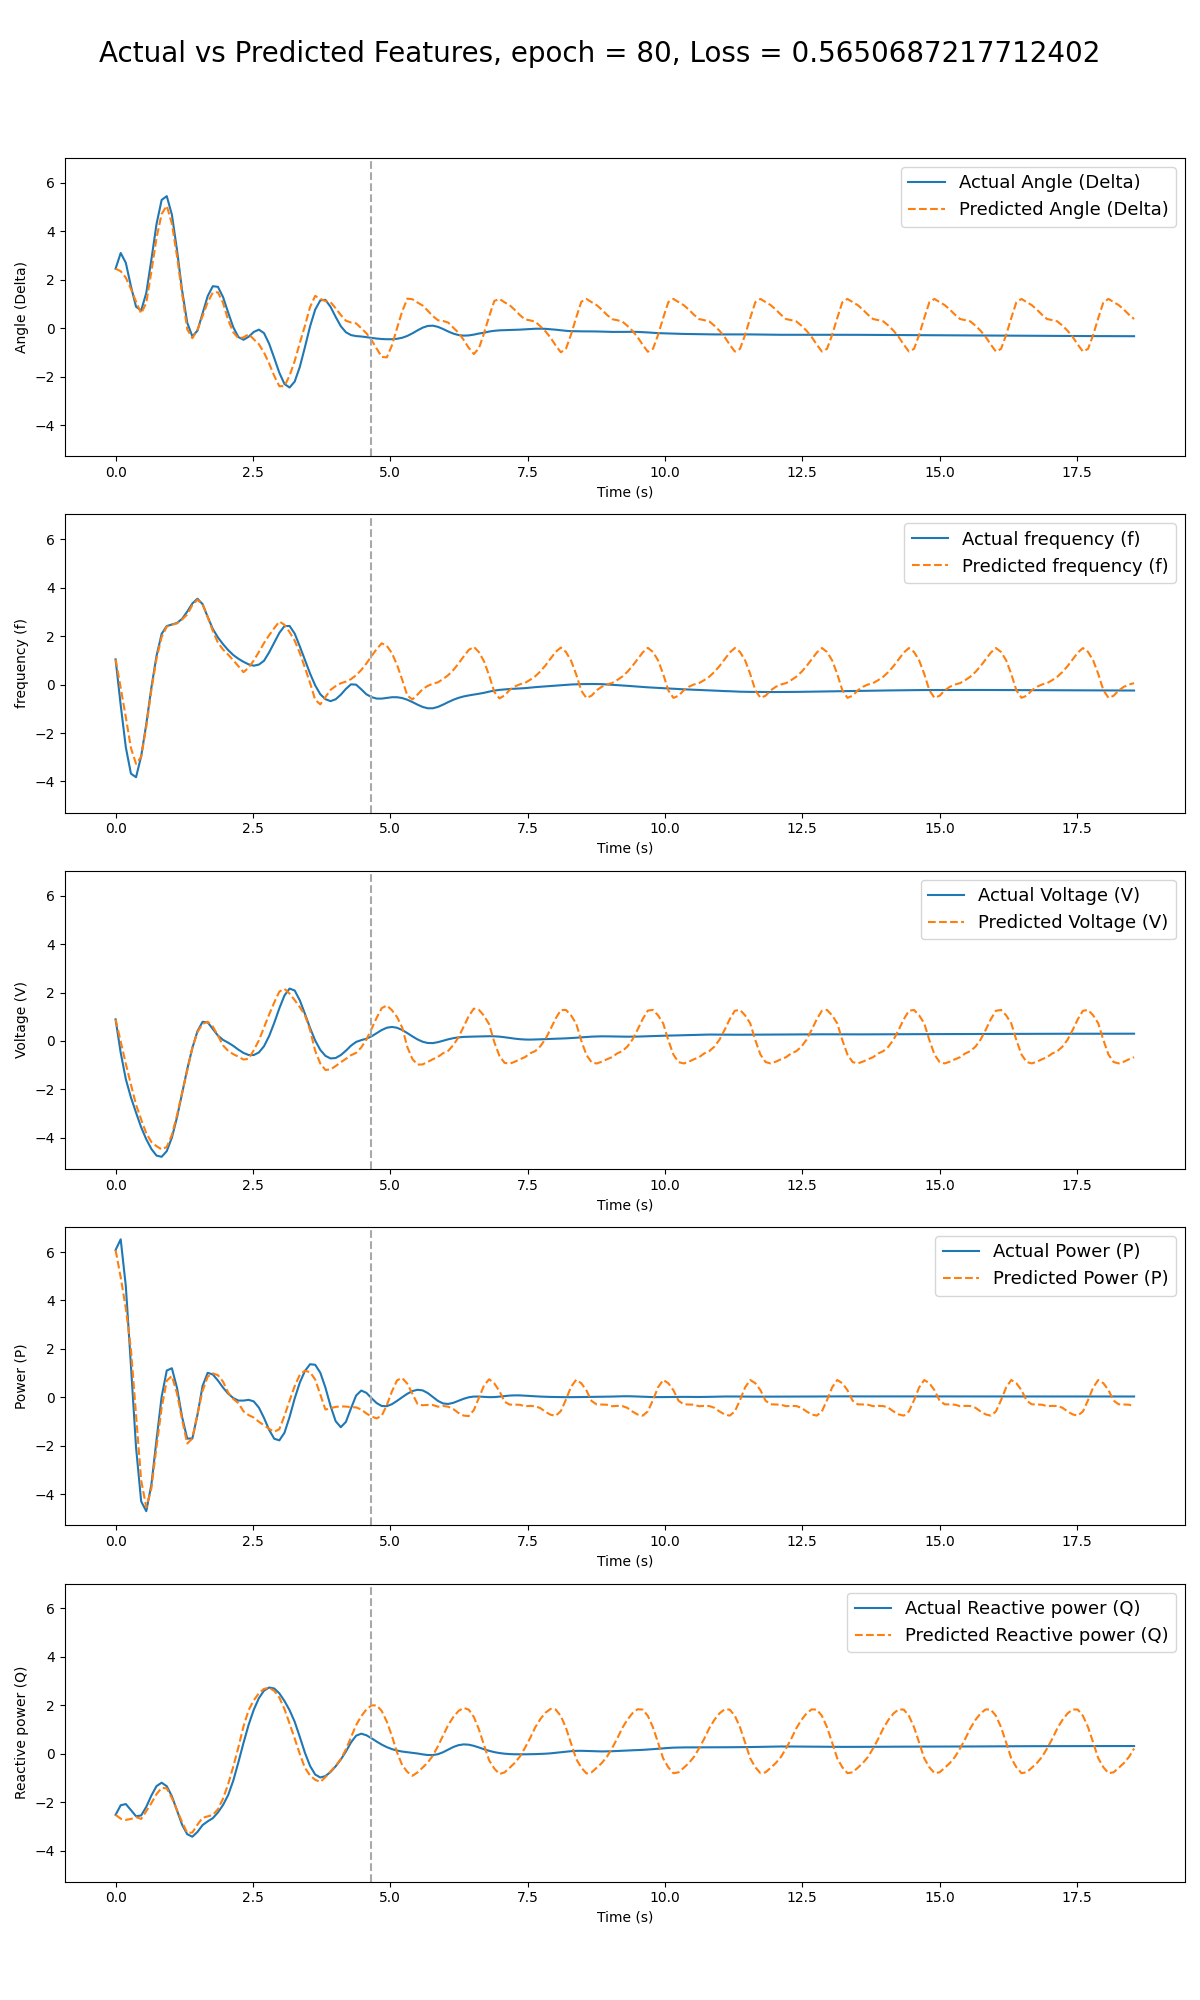 Actual vs Predicted Features, epoch = 80, Loss = 0.5650687217712402
Actual Angle (Delta)
Predicted Angle (Delta)
Angle (Delta)
6
4
2
0
−2
−4
0.0 2.5 5.0 7.5 10.0 12.5 15.0 17.5
Time (s)
Actual frequency (f)
Predicted frequency (f)
frequency (f)
6
4
2
0
−2
−4
0.0 2.5 5.0 7.5 10.0 12.5 15.0 17.5
Time (s)
Actual Voltage (V)
Predicted Voltage (V)
Voltage (V)
6
4
2
0
−2
−4
0.0 2.5 5.0 7.5 10.0 12.5 15.0 17.5
Time (s)
Actual Power (P)
Predicted Power (P)
Power (P)
6
4
2
0
−2
−4
0.0 2.5 5.0 7.5 10.0 12.5 15.0 17.5
Time (s)
Actual Reactive power (Q)
Predicted Reactive power (Q)
Reactive power (Q)
6
4
2
0
−2
−4
0.0 2.5 5.0 7.5 10.0 12.5 15.0 17.5
Time (s)